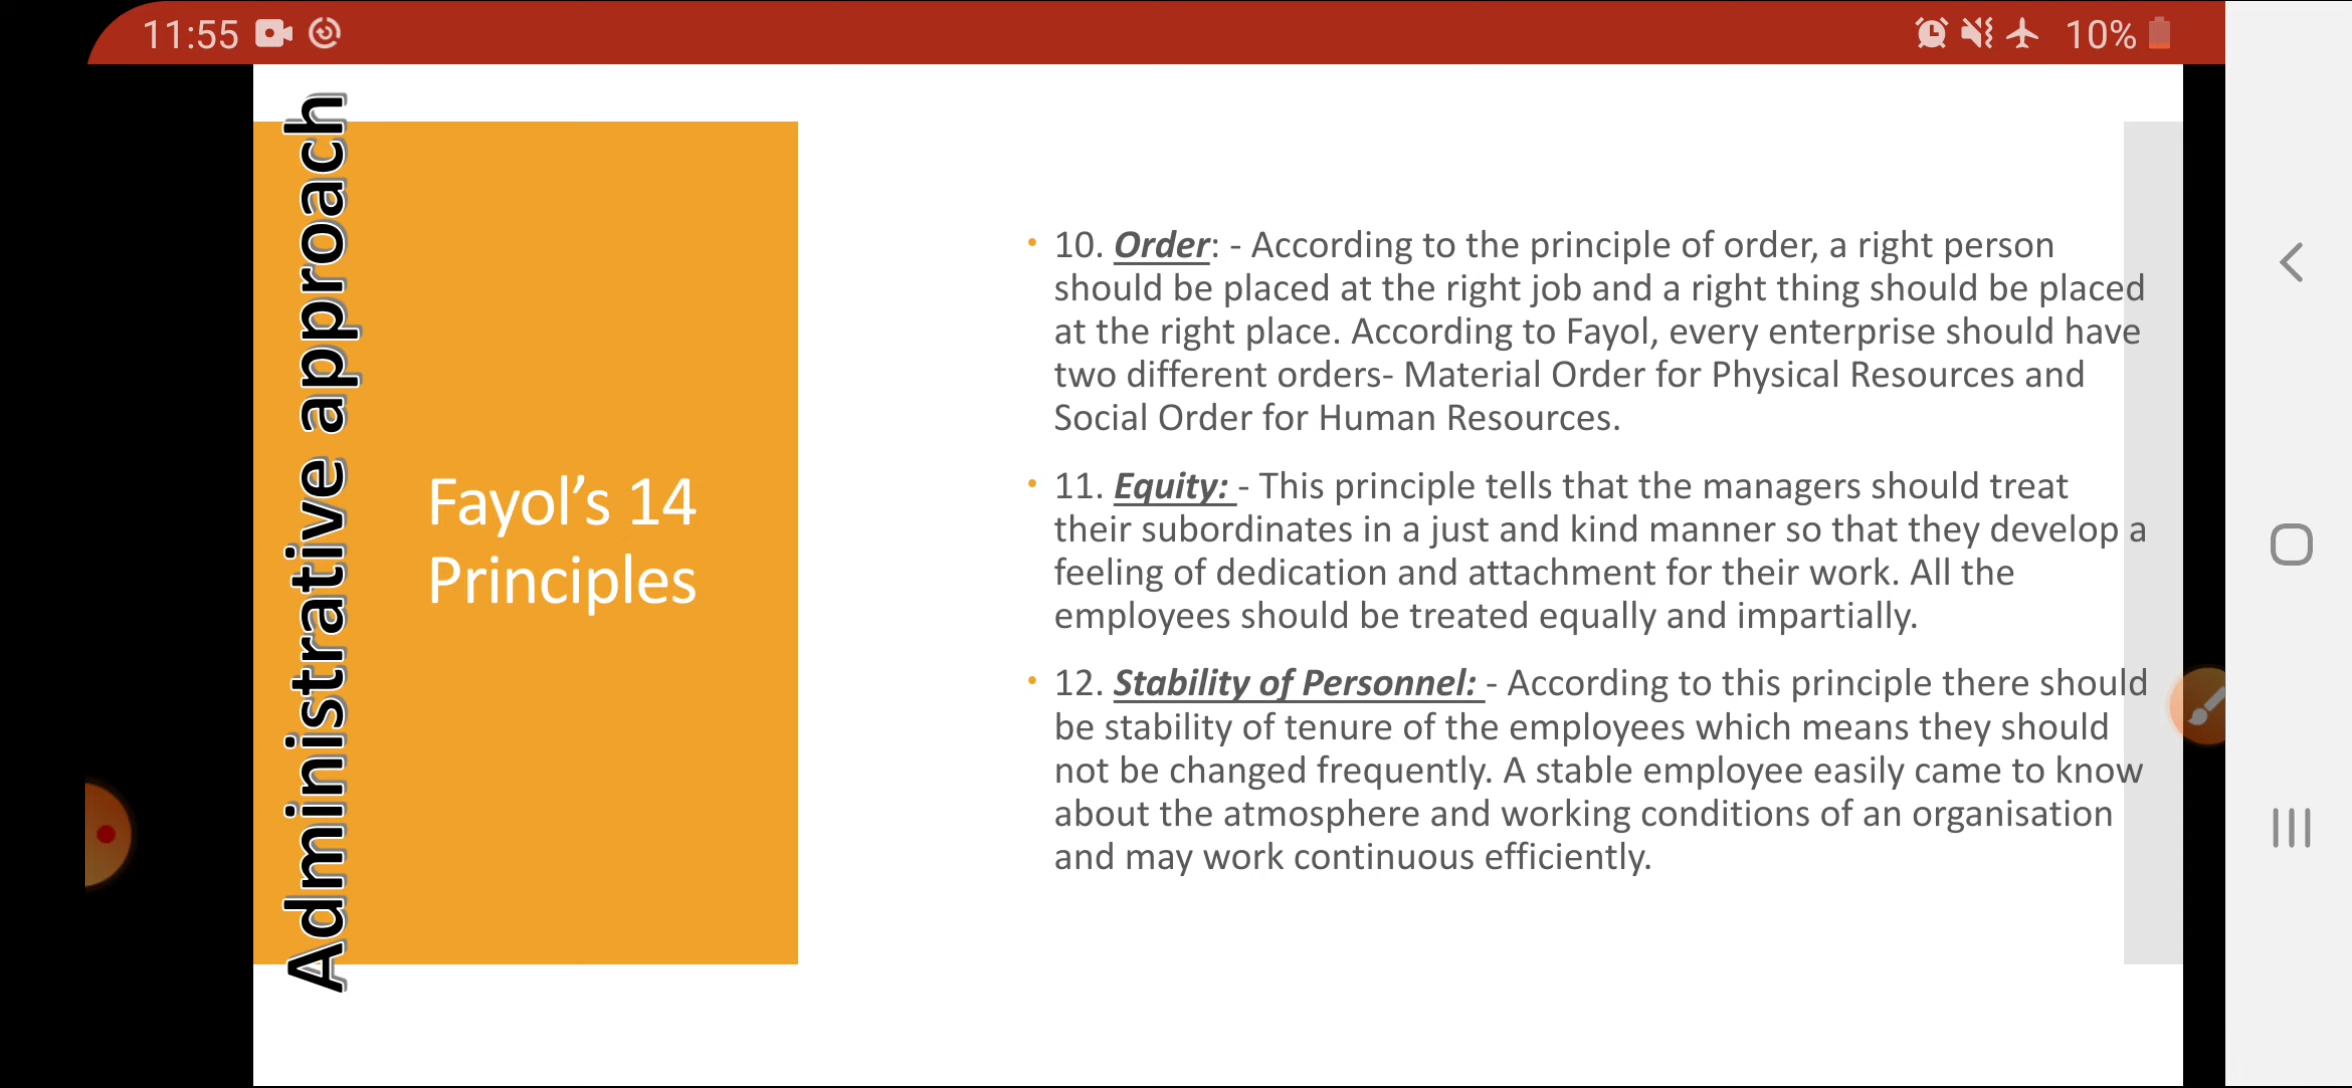 11:55
10%
Administrative approach
Fayol’s 14
Principles
• 10. Order: - According to the principle of order, a right person
should be placed at the right job and a right thing should be placed
at the right place. According to Fayol, every enterprise should have
two different orders- Material Order for Physical Resources and
Social Order for Human Resources.
• 11. Equity: - This principle tells that the managers should treat
their subordinates in a just and kind manner so that they develop a
feeling of dedication and attachment for their work. All the
employees should be treated equally and impartially.
• 12. Stability of Personnel: - According to this principle there should
be stability of tenure of the employees which means they should
not be changed frequently. A stable employee easily came to know
about the atmosphere and working conditions of an organisation
and may work continuous efficiently.